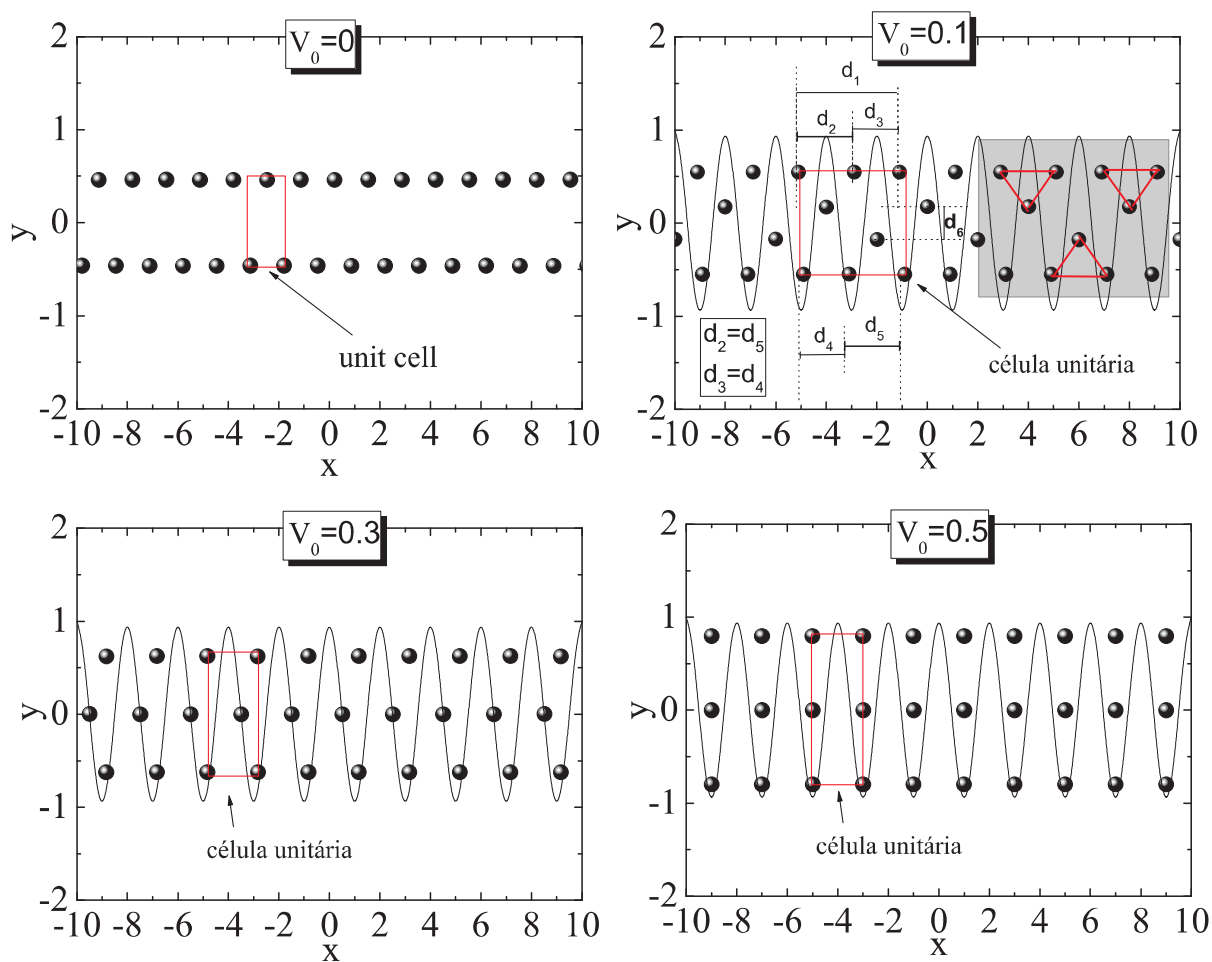 V0=0
2
1
0
-1
-2
y
unit cell
-10 -8 -6 -4 -2 0 2 4 6 8 10
x
V0=0.1
2
1
0
-1
-2
y
d1
d2 d3
d6
d4 d5
d2=d5
d3=d4
célula unitária
-10 -8 -6 -4 -2 0 2 4 6 8 10
x
V0=0.3
2
1
0
-1
-2
y
célula unitária
-10 -8 -6 -4 -2 0 2 4 6 8 10
x
V0=0.5
2
1
0
-1
-2
y
célula unitária
-10 -8 -6 -4 -2 0 2 4 6 8 10
x